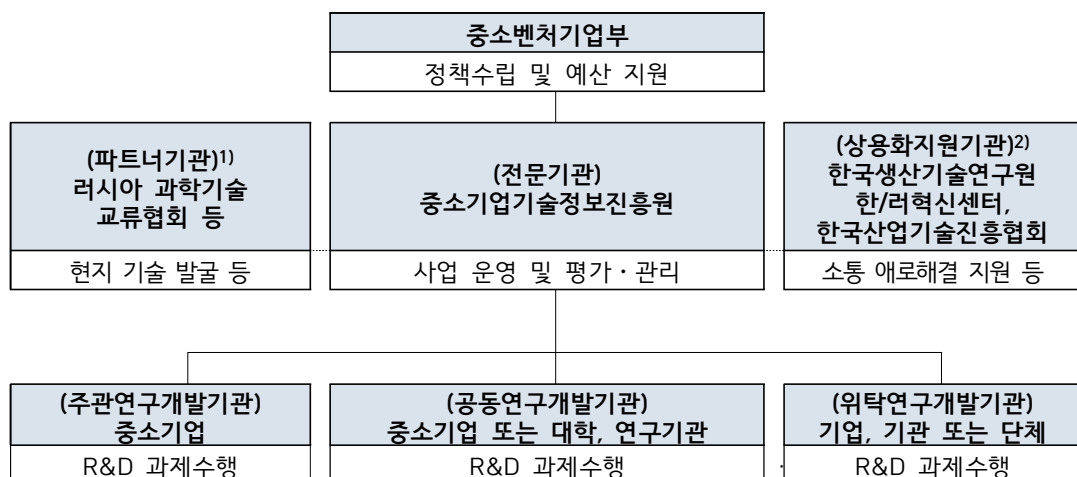 중소벤처기업부
정책수립 및 예산 지원
(파트너기관)1)
러시아 과학기술
교류협회 등
현지 기술 발굴 등
(전문기관)
중소기업기술정보진흥원
사업 운영 및 평가·관리
(상용화지원기관)2)
한국생산기술연구원
한/러혁신센터,
한국산업기술진흥협회
소통 애로해결 지원 등
(주관연구개발기관)
중소기업
R&D 과제수행
(공동연구개발기관)
중소기업 또는 대학, 연구기관
R&D 과제수행
(위탁연구개발기관)
기업, 기관 또는 단체
R&D 과제수행